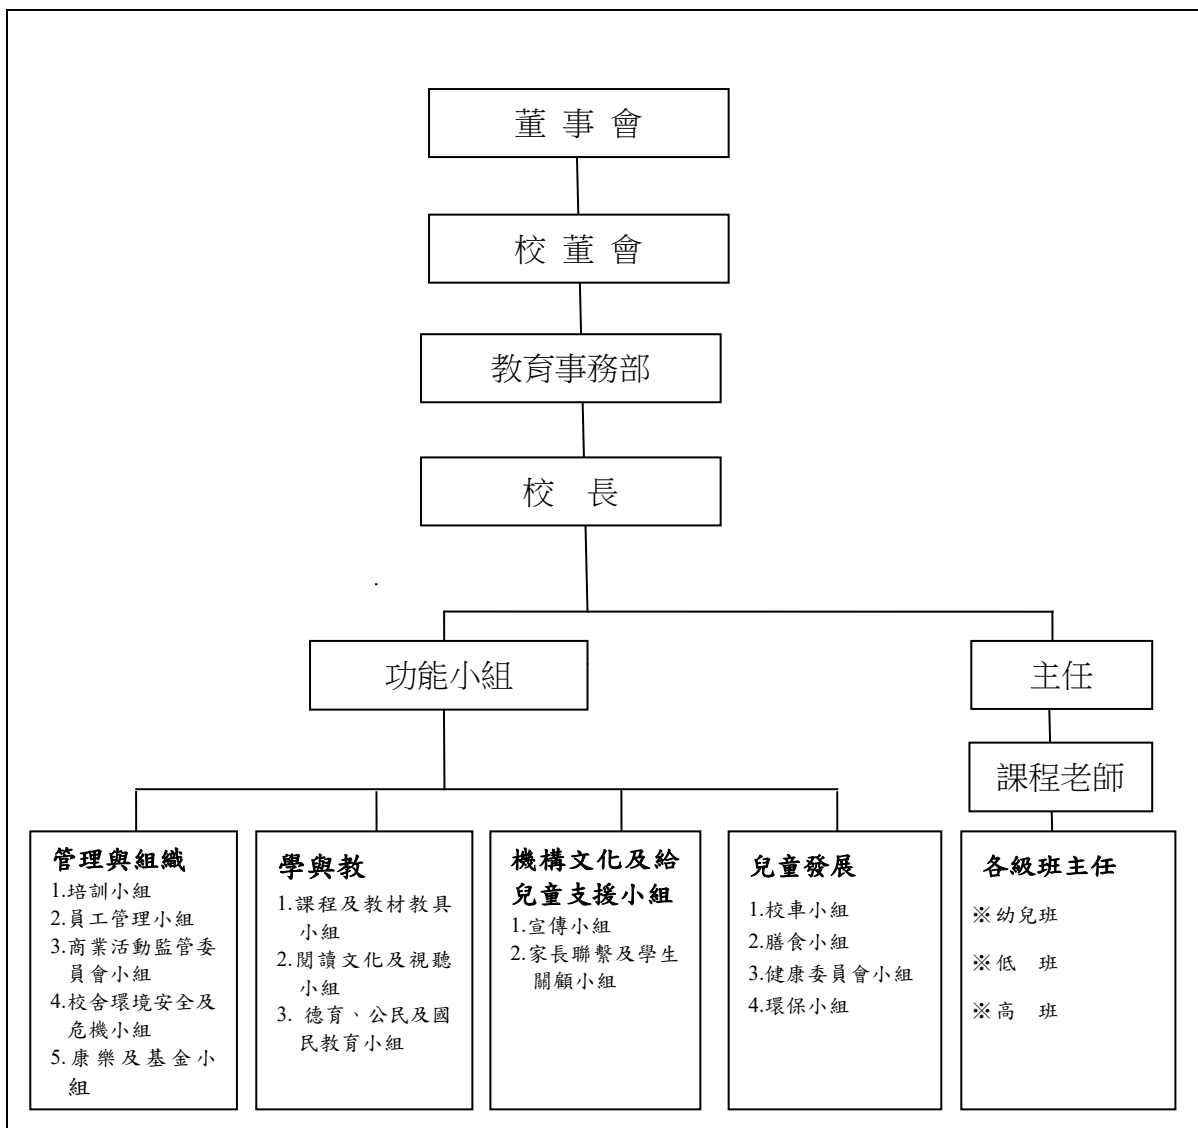 董 事 會
校 董 會
教育事務部
校 長
功能小組
主任
課程老師
管理與組織
1.培訓小組
2.員工管理小組
3.商業活動監管委
員會小組
4.校舍環境安全及
危機小組
5.康樂及基金小
組
學與教
1.課程及教材教具
小組
2.閱讀文化及視聽
小組
3. 德育、公民及國
民教育小組
機構文化及給
兒童支援小組
1.宣傳小組
2.家長聯繫及學生
關顧小組
兒童發展
1.校車小組
2.膳食小組
3.健康委員會小組
4.環保小組
各級班主任
※幼兒班
※低 班
※高 班